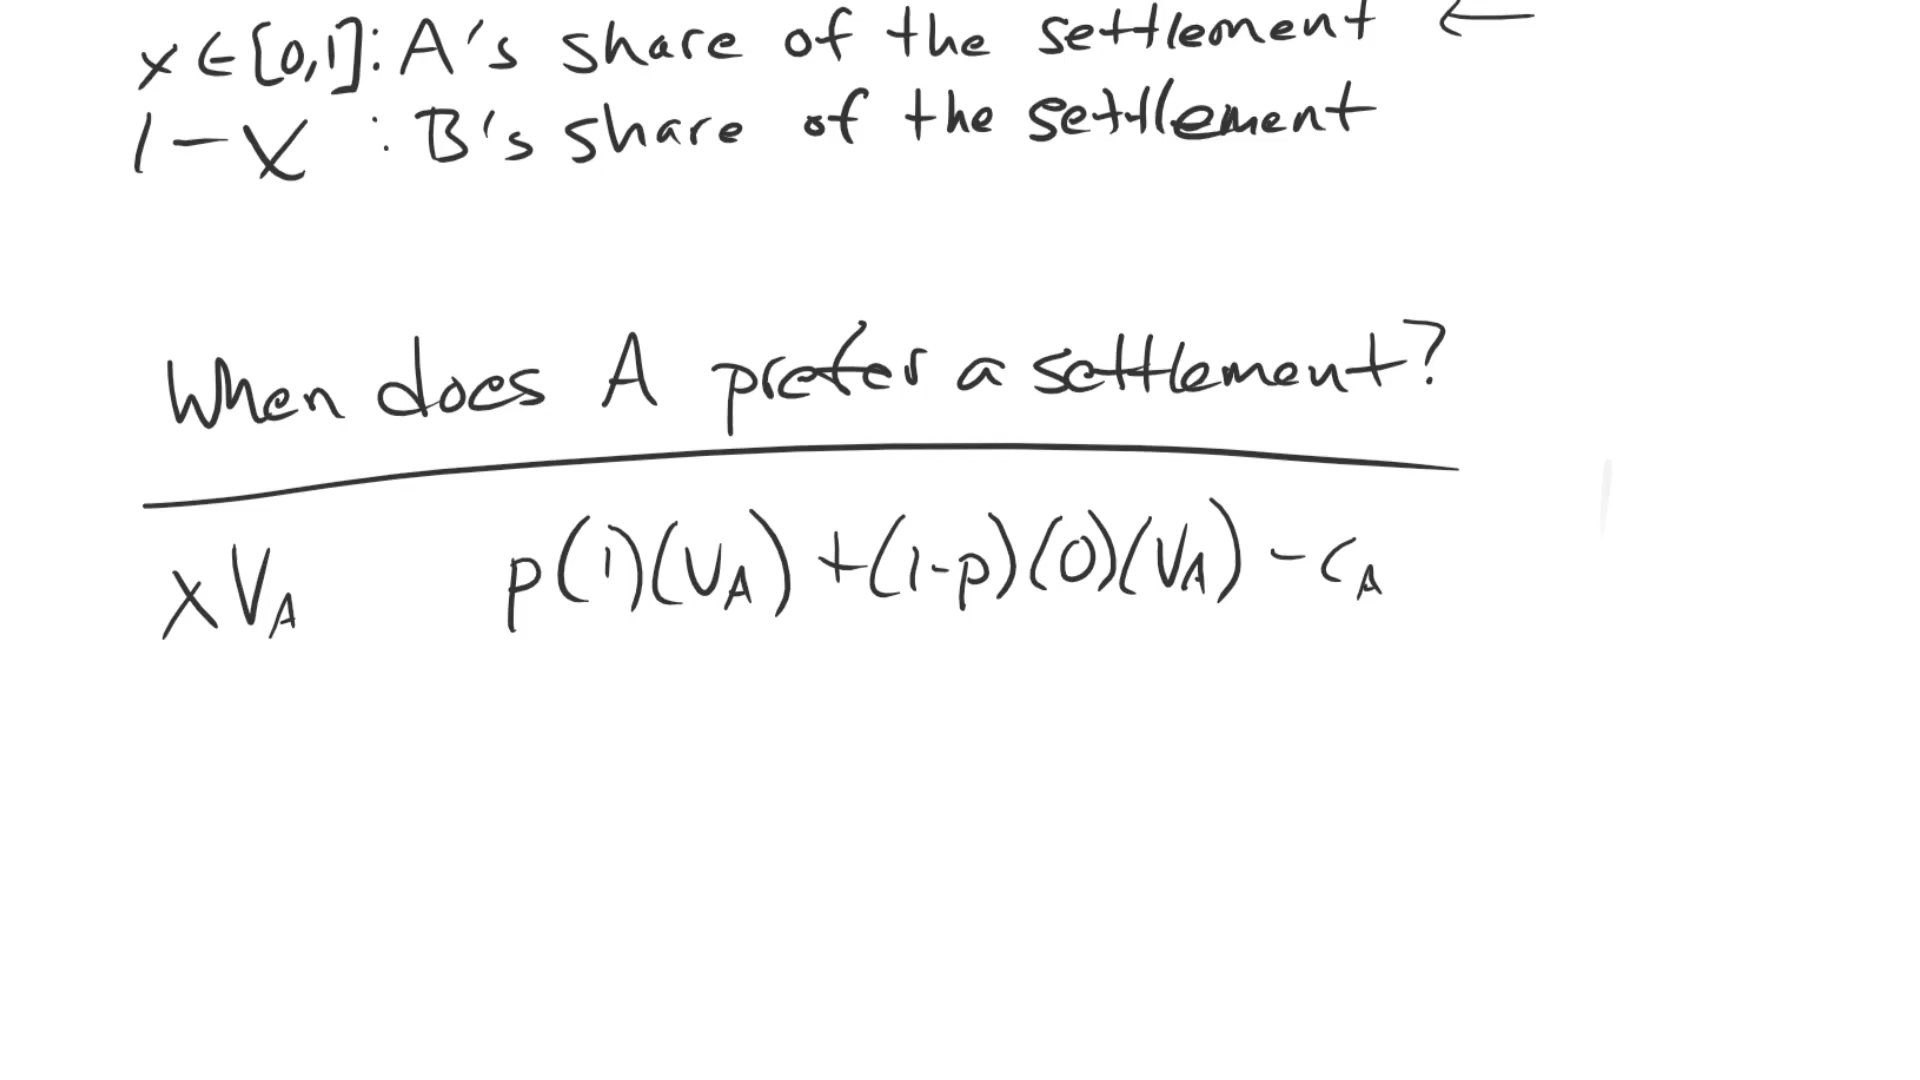 x ∈ [0,1]: A's share of the settlement ←
1 - x : B's share of the settlement
When does A prefer a settlement?
xV_A p(1)(V_A) + (1-p)(0)(V_A) - c_A